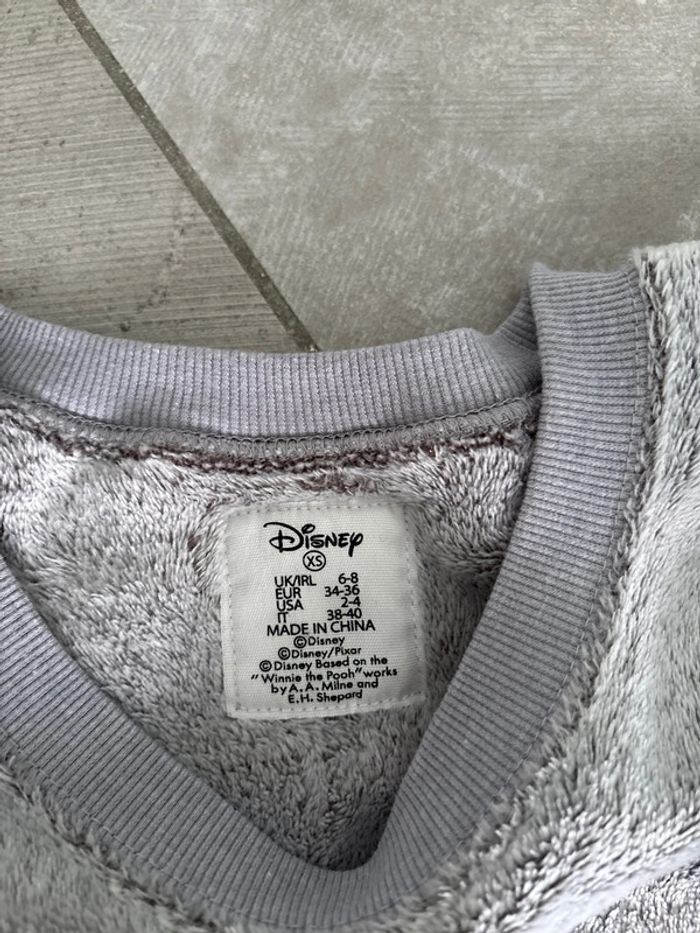 Disney
XS
UK/IRL 6-8
EUR 34-36
USA 2-4
IT 38-40
MADE IN CHINA
©Disney
©Disney/Pixar
©Disney Based on the
"Winnie the Pooh" works
by A.A. Milne and
E.H. Shepard